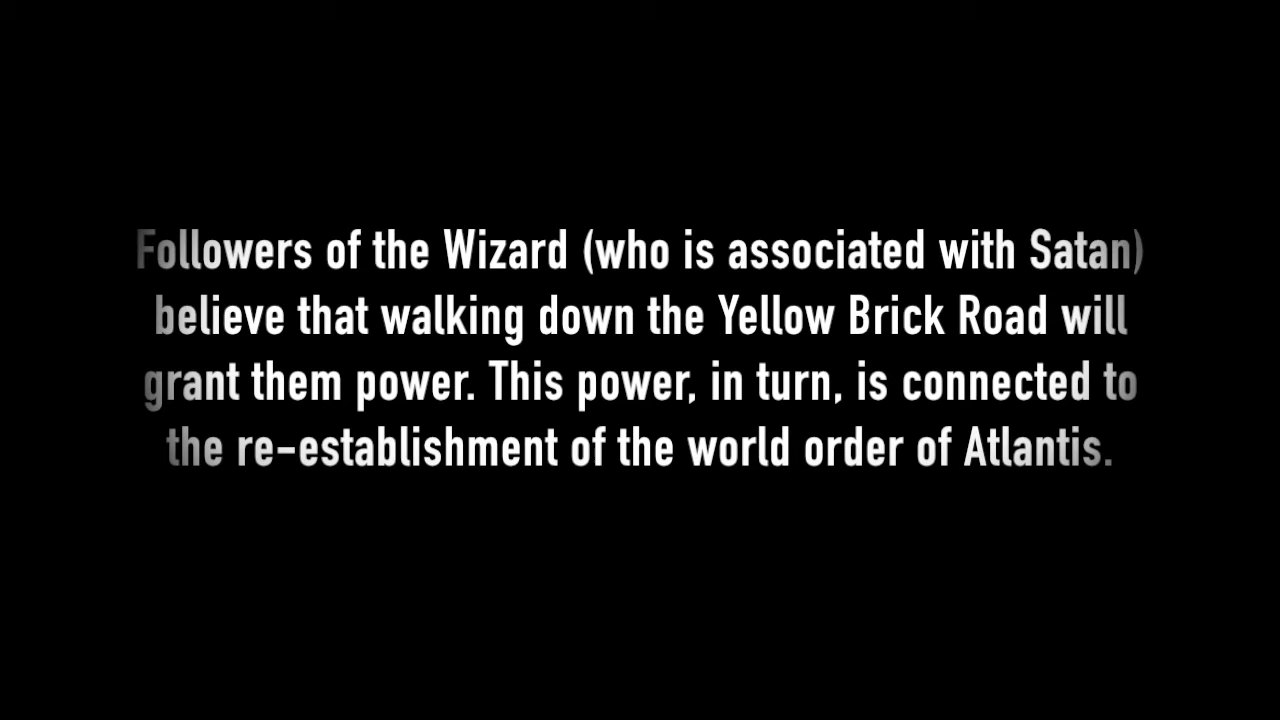 Followers of the Wizard (who is associated with Satan)
believe that walking down the Yellow Brick Road will
grant them power. This power, in turn, is connected to
the re-establishment of the world order of Atlantis.